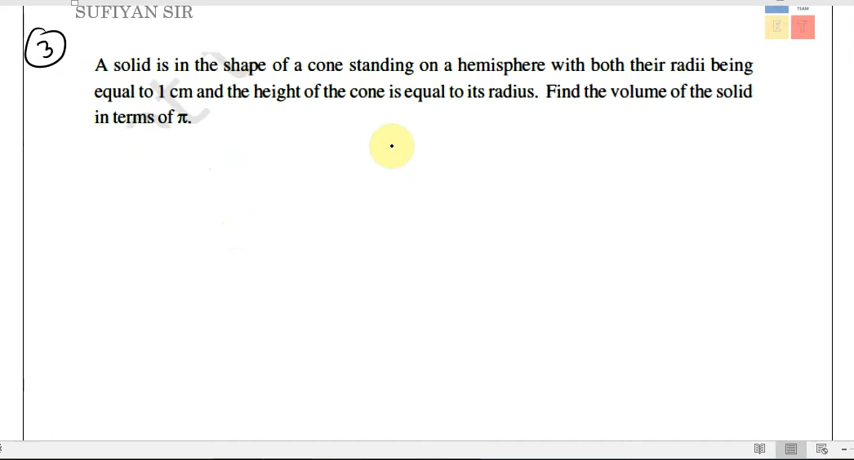 SUFIYAN SIR
TEAM
E T
3
A solid is in the shape of a cone standing on a hemisphere with both their radii being
equal to 1 cm and the height of the cone is equal to its radius. Find the volume of the solid
in terms of π.